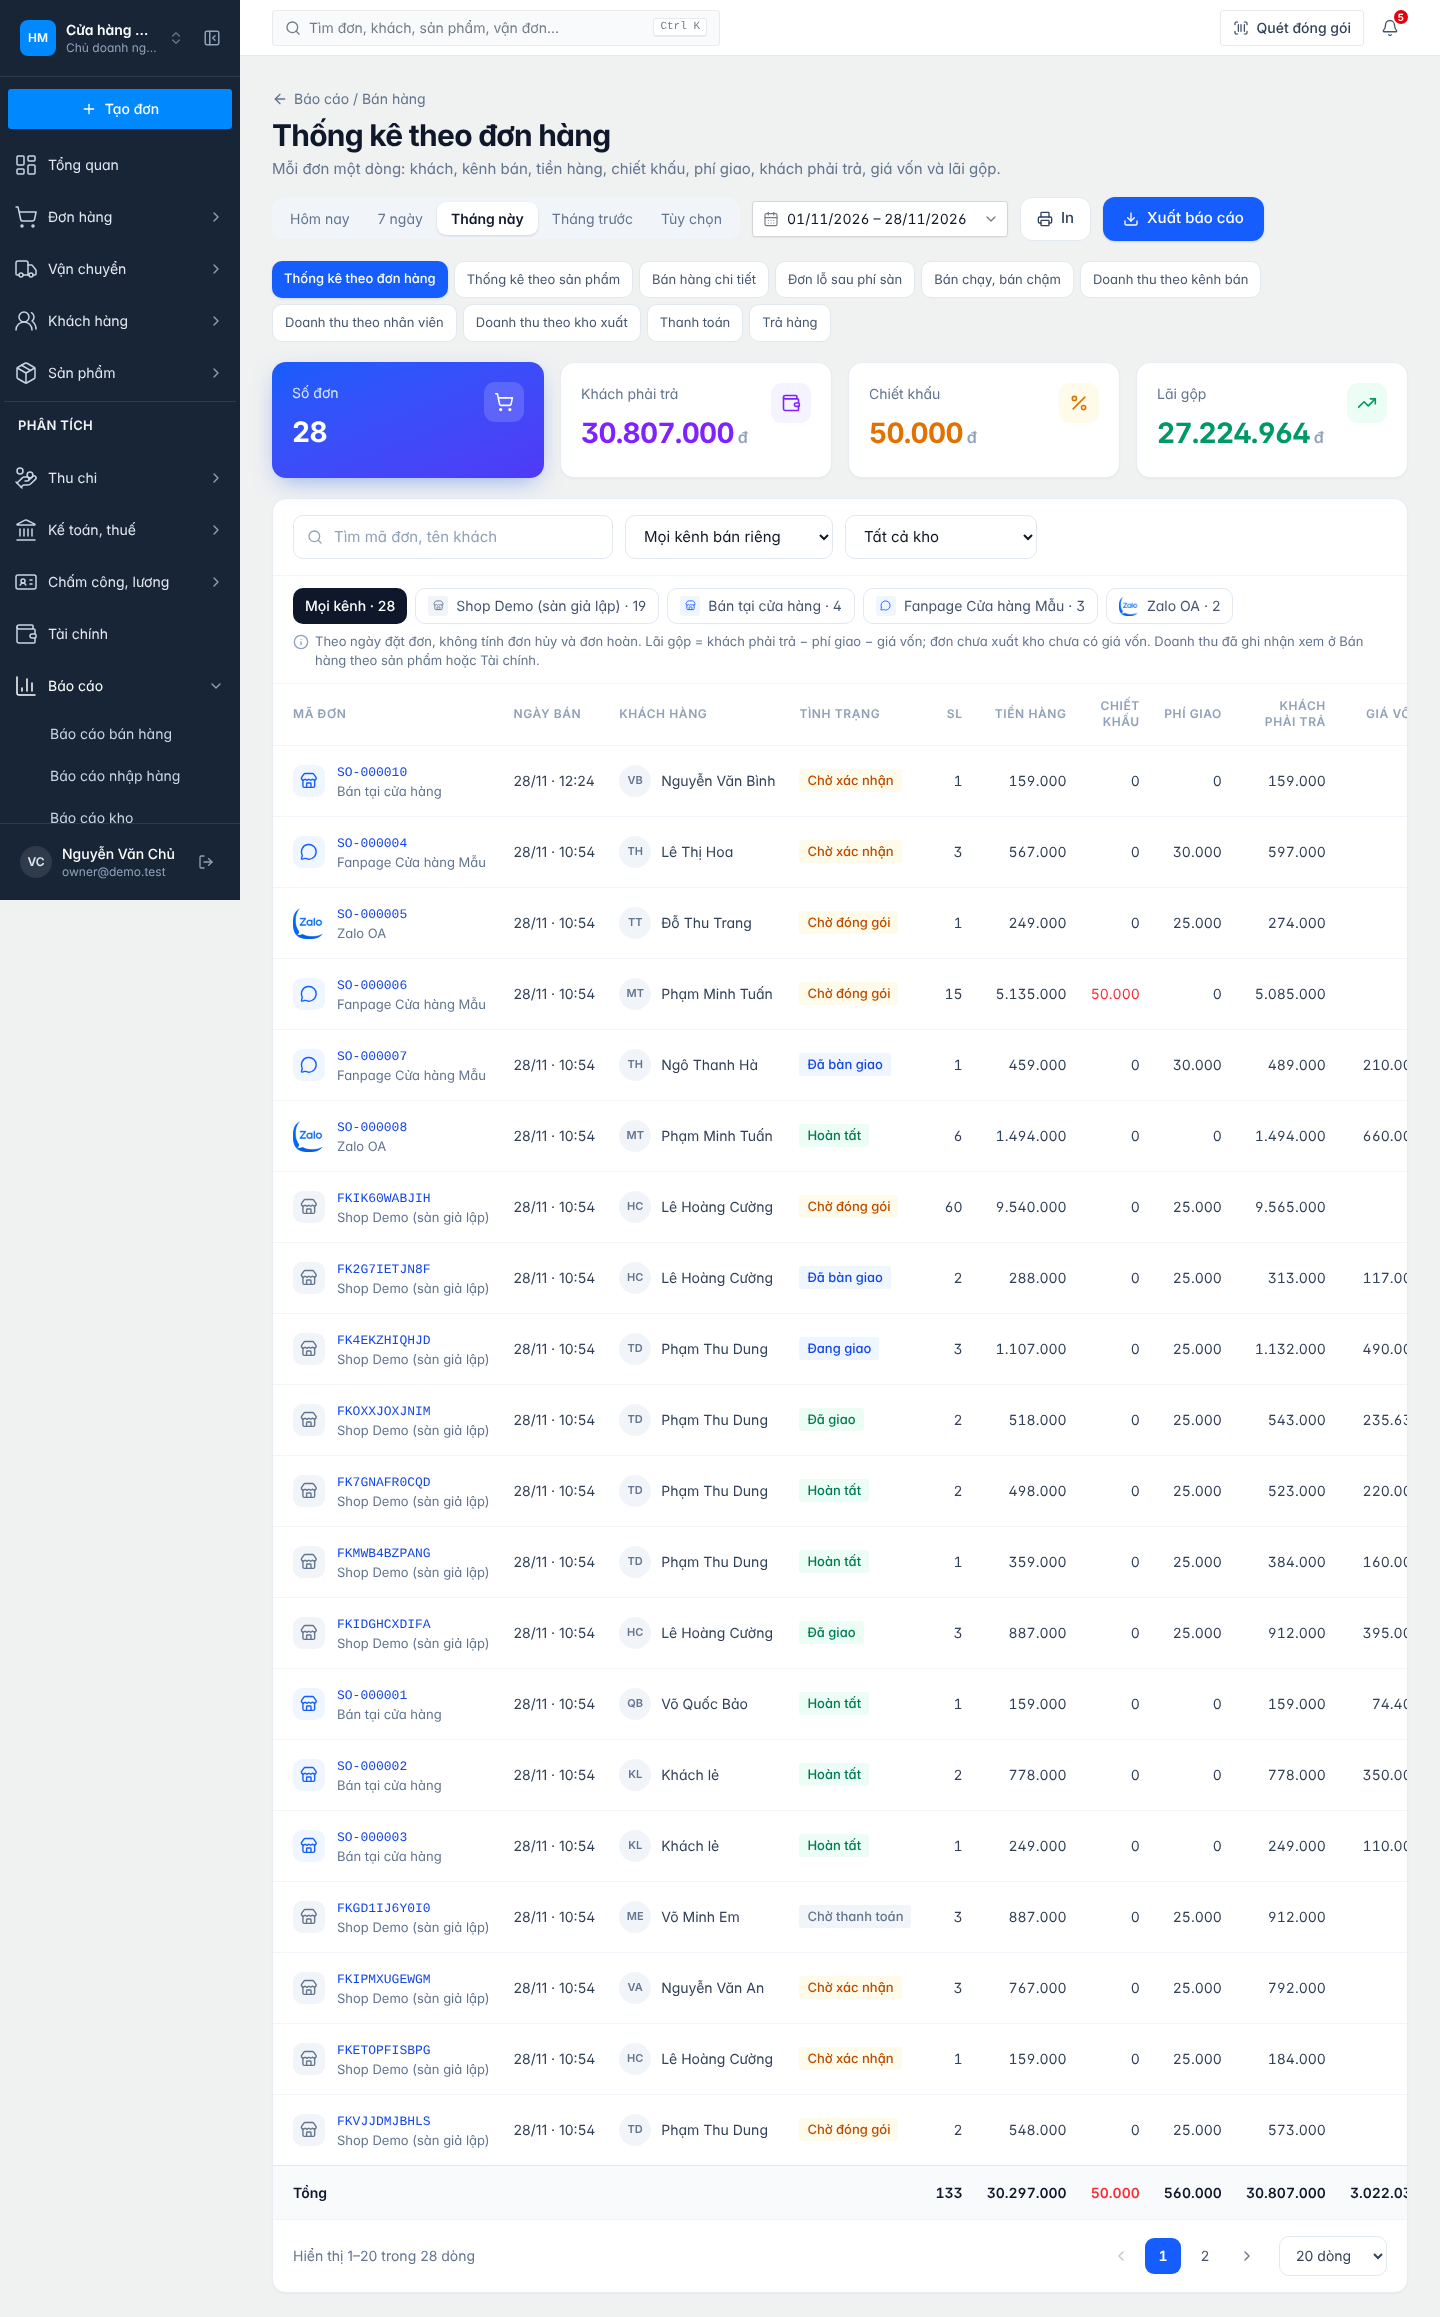 HM
Cửa hàng ...
Chủ doanh ng...
Tìm đơn, khách, sản phẩm, vận đơn...
Ctrl K
Quét đóng gói
5
Tạo đơn
Tổng quan
Đơn hàng
Vận chuyển
Khách hàng
Sản phẩm
PHÂN TÍCH
Thu chi
Kế toán, thuế
Chấm công, lương
Tài chính
Báo cáo
Báo cáo bán hàng
Báo cáo nhập hàng
Báo cáo kho
VC
Nguyễn Văn Chủ
owner@demo.test
Báo cáo / Bán hàng
Thống kê theo đơn hàng
Mỗi đơn một dòng: khách, kênh bán, tiền hàng, chiết khấu, phí giao, khách phải trả, giá vốn và lãi gộp.
Hôm nay
7 ngày
Tháng này
Tháng trước
Tùy chọn
01/11/2026 – 28/11/2026
In
Xuất báo cáo
Thống kê theo đơn hàng
Thống kê theo sản phẩm
Bán hàng chi tiết
Đơn lỗ sau phí sàn
Bán chạy, bán chậm
Doanh thu theo kênh bán
Doanh thu theo nhân viên
Doanh thu theo kho xuất
Thanh toán
Trả hàng
Số đơn
28
Khách phải trả
30.807.000 đ
Chiết khấu
50.000 đ
Lãi gộp
27.224.964 đ
Tìm mã đơn, tên khách
Mọi kênh bán riêng
Tất cả kho
Mọi kênh · 28
Shop Demo (sàn giả lập) · 19
Bán tại cửa hàng · 4
Fanpage Cửa hàng Mẫu · 3
Zalo
Zalo OA · 2
Theo ngày đặt đơn, không tính đơn hủy và đơn hoàn. Lãi gộp = khách phải trả − phí giao − giá vốn; đơn chưa xuất kho chưa có giá vốn. Doanh thu đã ghi nhận xem ở Bán
hàng theo sản phẩm hoặc Tài chính.
MÃ ĐƠN NGÀY BÁN KHÁCH HÀNG TÌNH TRẠNG SL TIỀN HÀNG CHIẾT KHẤU PHÍ GIAO KHÁCH PHẢI TRẢ GIÁ VỐ
SO-000010 28/11 · 12:24 VB Nguyễn Văn Bình Chờ xác nhận 1 159.000 0 0 159.000
Bán tại cửa hàng
SO-000004 28/11 · 10:54 TH Lê Thị Hoa Chờ xác nhận 3 567.000 0 30.000 597.000
Fanpage Cửa hàng Mẫu
Zalo SO-000005 28/11 · 10:54 TT Đỗ Thu Trang Chờ đóng gói 1 249.000 0 25.000 274.000
Zalo OA
SO-000006 28/11 · 10:54 MT Phạm Minh Tuấn Chờ đóng gói 15 5.135.000 50.000 0 5.085.000
Fanpage Cửa hàng Mẫu
SO-000007 28/11 · 10:54 TH Ngô Thanh Hà Đã bàn giao 1 459.000 0 30.000 489.000 210.00
Fanpage Cửa hàng Mẫu
Zalo SO-000008 28/11 · 10:54 MT Phạm Minh Tuấn Hoàn tất 6 1.494.000 0 0 1.494.000 660.00
Zalo OA
FKIK60WABJIH 28/11 · 10:54 HC Lê Hoàng Cường Chờ đóng gói 60 9.540.000 0 25.000 9.565.000
Shop Demo (sàn giả lập)
FK2G7IETJN8F 28/11 · 10:54 HC Lê Hoàng Cường Đã bàn giao 2 288.000 0 25.000 313.000 117.00
Shop Demo (sàn giả lập)
FK4EKZHIQHJD 28/11 · 10:54 TD Phạm Thu Dung Đang giao 3 1.107.000 0 25.000 1.132.000 490.00
Shop Demo (sàn giả lập)
FKOXXJOXJNIM 28/11 · 10:54 TD Phạm Thu Dung Đã giao 2 518.000 0 25.000 543.000 235.63
Shop Demo (sàn giả lập)
FK7GNAFR0CQD 28/11 · 10:54 TD Phạm Thu Dung Hoàn tất 2 498.000 0 25.000 523.000 220.00
Shop Demo (sàn giả lập)
FKMWB4BZPANG 28/11 · 10:54 TD Phạm Thu Dung Hoàn tất 1 359.000 0 25.000 384.000 160.00
Shop Demo (sàn giả lập)
FKIDGHCXDIFA 28/11 · 10:54 HC Lê Hoàng Cường Đã giao 3 887.000 0 25.000 912.000 395.00
Shop Demo (sàn giả lập)
SO-000001 28/11 · 10:54 QB Võ Quốc Bảo Hoàn tất 1 159.000 0 0 159.000 74.40
Bán tại cửa hàng
SO-000002 28/11 · 10:54 KL Khách lẻ Hoàn tất 2 778.000 0 0 778.000 350.00
Bán tại cửa hàng
SO-000003 28/11 · 10:54 KL Khách lẻ Hoàn tất 1 249.000 0 0 249.000 110.00
Bán tại cửa hàng
FKGD1IJ6Y0I0 28/11 · 10:54 ME Võ Minh Em Chờ thanh toán 3 887.000 0 25.000 912.000
Shop Demo (sàn giả lập)
FKIPMXUGEWGM 28/11 · 10:54 VA Nguyễn Văn An Chờ xác nhận 3 767.000 0 25.000 792.000
Shop Demo (sàn giả lập)
FKETOPFISBPG 28/11 · 10:54 HC Lê Hoàng Cường Chờ xác nhận 1 159.000 0 25.000 184.000
Shop Demo (sàn giả lập)
FKVJJDMJBHLS 28/11 · 10:54 TD Phạm Thu Dung Chờ đóng gói 2 548.000 0 25.000 573.000
Shop Demo (sàn giả lập)
Tổng 133 30.297.000 50.000 560.000 30.807.000 3.022.03
Hiển thị 1–20 trong 28 dòng
1
2
20 dòng